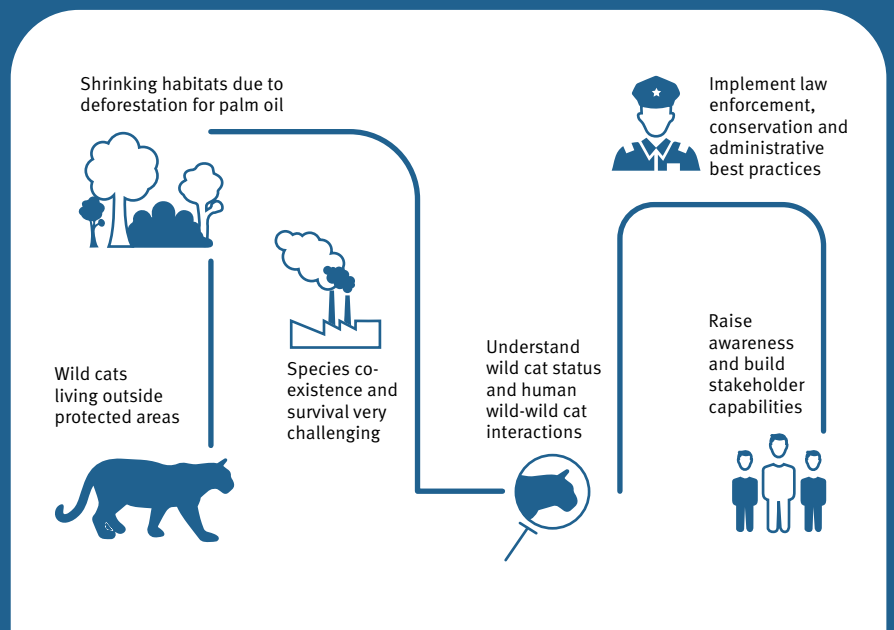 Shrinking habitats due to
deforestation for palm oil
Wild cats
living outside
protected areas
Species co-
existence and
survival very
challenging
Understand
wild cat status
and human
wild-wild cat
interactions
Implement law
enforcement,
conservation and
administrative
best practices
Raise
awareness
and build
stakeholder
capabilities